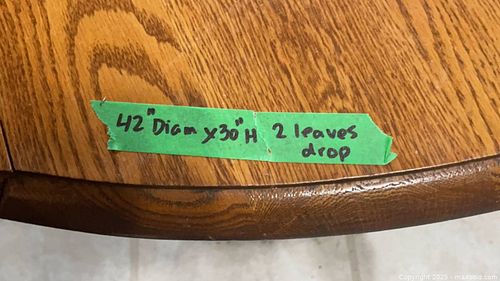 42" Diam x 30" H 2 leaves
drop
Copyright 2025 - maxsold.com